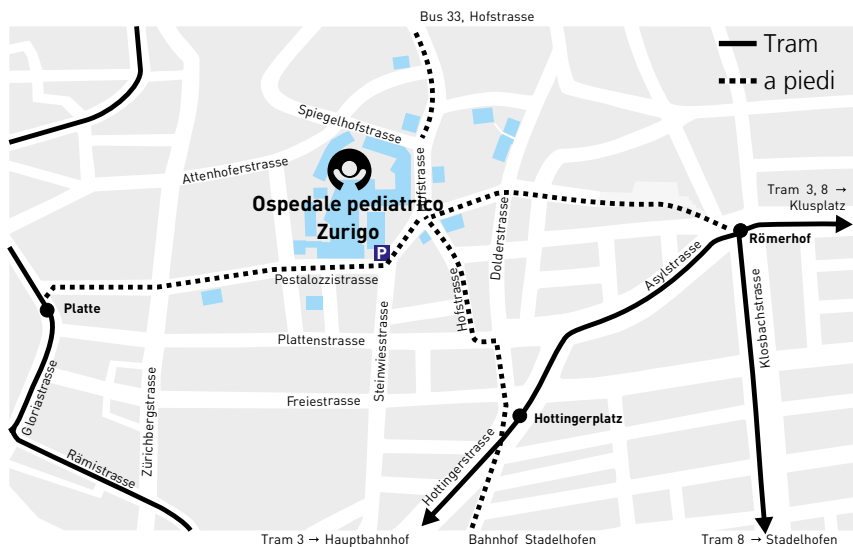 Bus 33, Hofstrasse
Tram
a piedi
Spiegelhofstrasse
Attenhoferstrasse
Hofstrasse
Ospedale pediatrico
Zurigo
P
Tram 3, 8 →
Klusplatz
Römerhof
Dolderstrasse
Asylstrasse
Pestalozzistrasse
Hofstrasse
Platte
Plattenstrasse
Steinwiesstrasse
Klosbachstrasse
Gloriastrasse
Zürichbergstrasse
Freiestrasse
Hottingerplatz
Hottingerstrasse
Rämistrasse
Tram 3 → Hauptbahnhof
Bahnhof Stadelhofen
Tram 8 → Stadelhofen